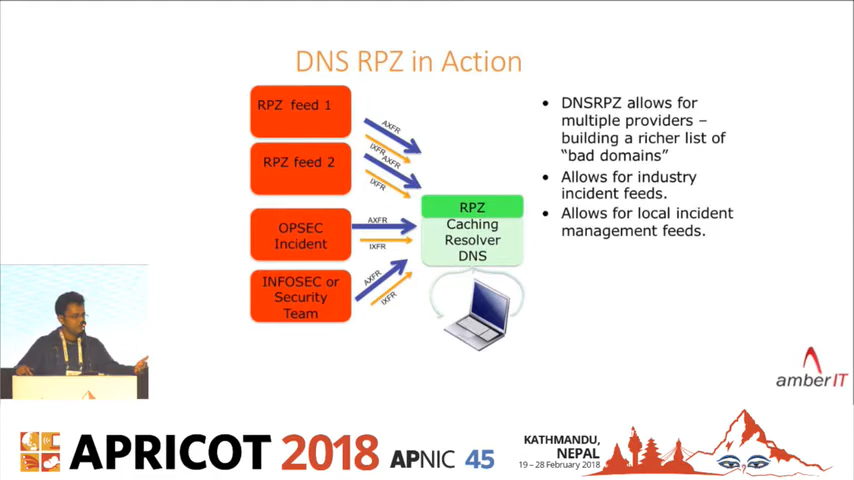 DNS RPZ in Action
RPZ feed 1
RPZ feed 2
OPSEC
Incident
INFOSEC or
Security
Team
AXFR
IXFR
AXFR
IXFR
AXFR
IXFR
AXFR
IXFR
RPZ
Caching
Resolver
DNS
• DNSRPZ allows for
multiple providers –
building a richer list of
“bad domains”
• Allows for industry
incident feeds.
• Allows for local incident
management feeds.
amber IT
APRICOT 2018 APNIC 45
KATHMANDU,
NEPAL
19 – 28 February 2018